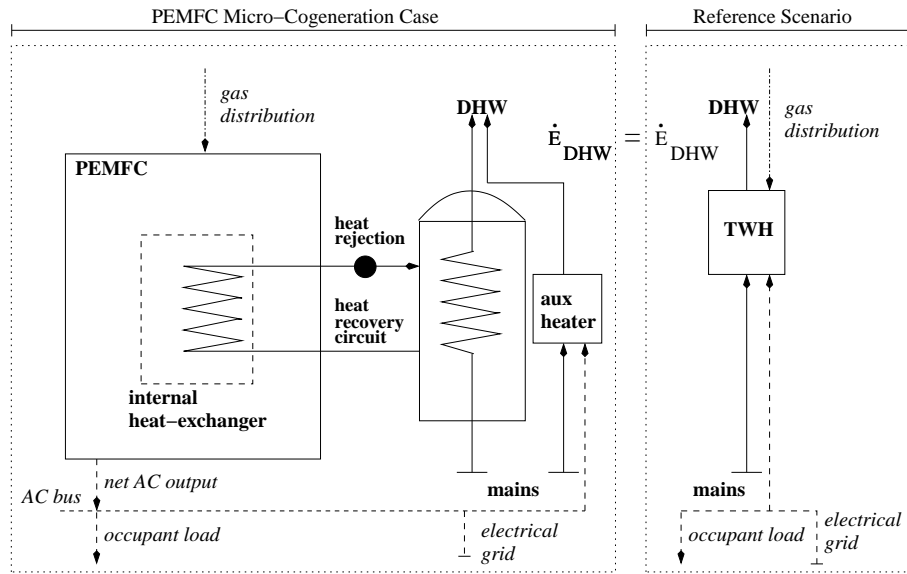 PEMFC Micro−Cogeneration Case
Reference Scenario
gas
distribution
PEMFC
DHW
Ė DHW = Ė DHW
DHW
gas
distribution
heat
rejection
TWH
aux
heater
heat
recovery
circuit
internal
heat−exchanger
net AC output
AC bus
mains
mains
occupant load
electrical
grid
occupant load
electrical
grid